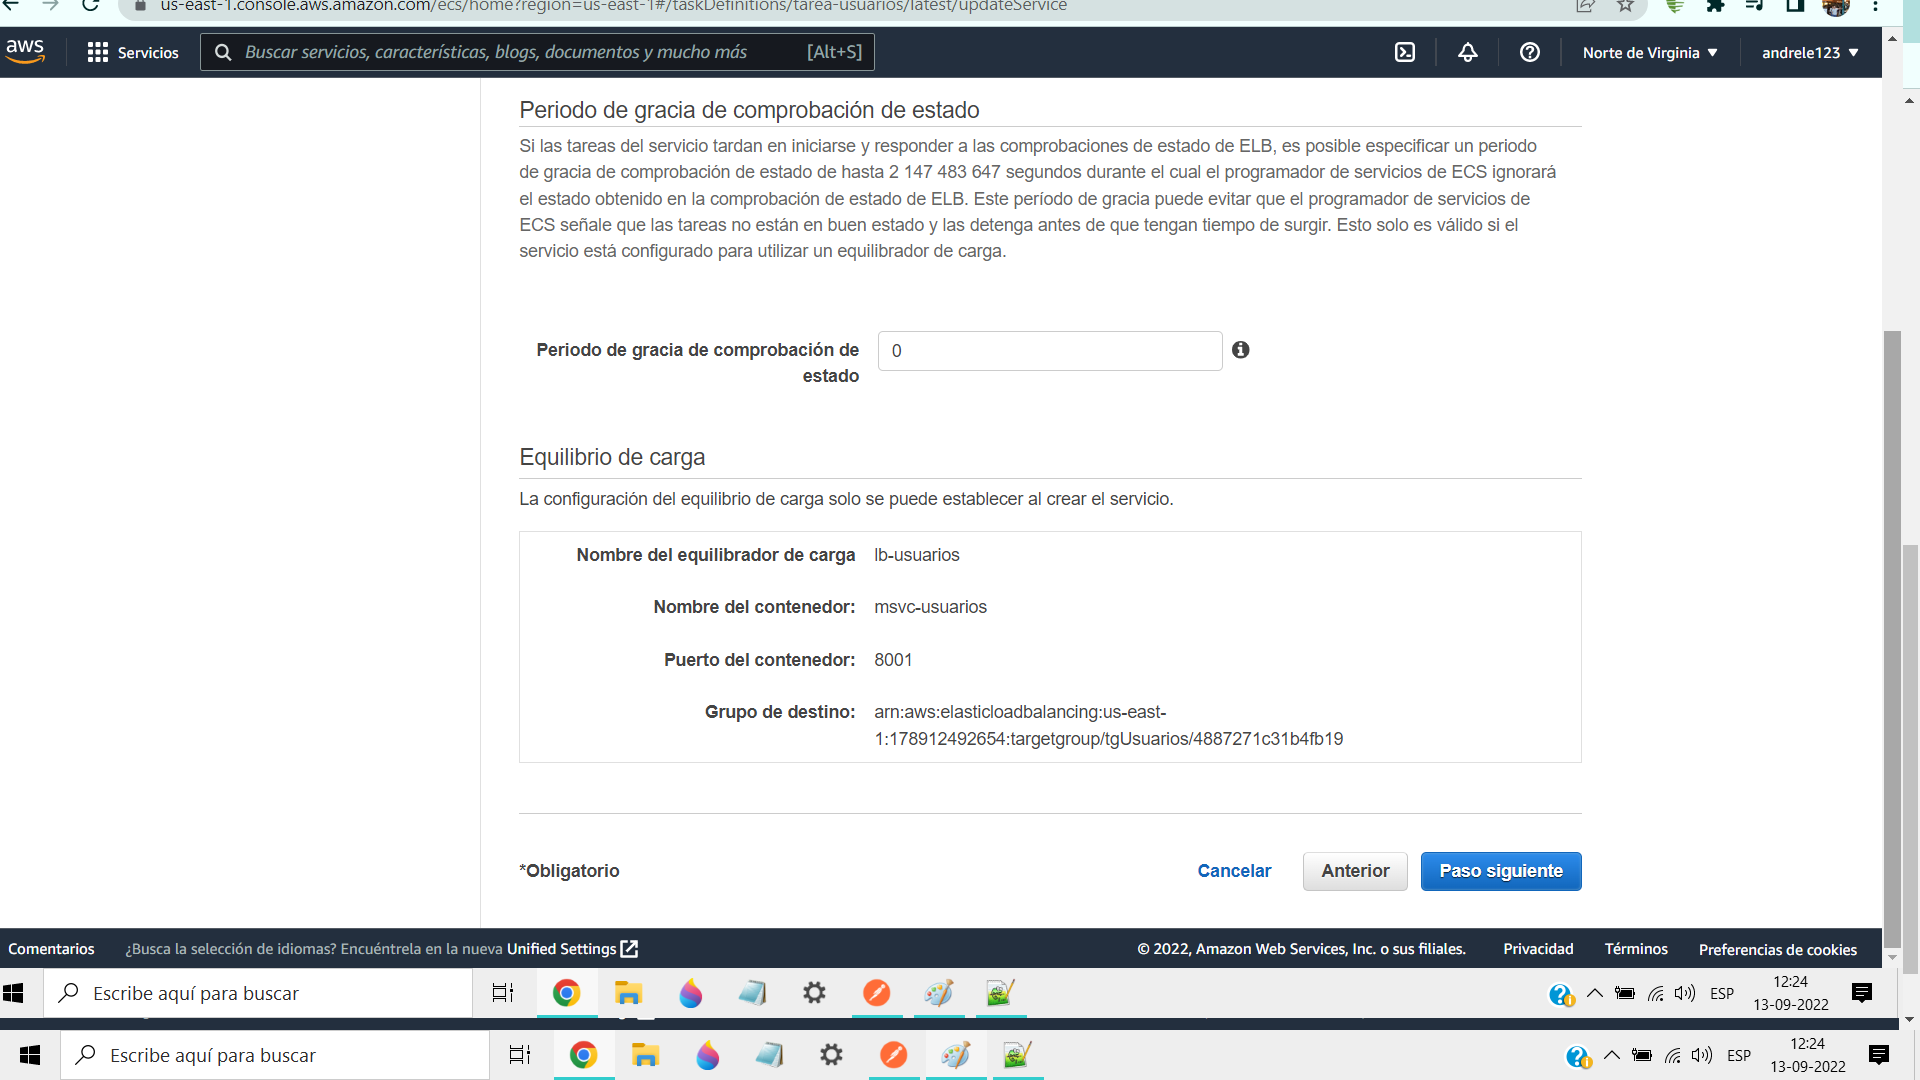 us-east-1.console.aws.amazon.com/ecs/home?region=us-east-1#/taskDefinitions/tarea-usuarios/latest/updateService
aws
Servicios
Buscar servicios, características, blogs, documentos y mucho más
[Alt+S]
Norte de Virginia
andrele123
Periodo de gracia de comprobación de estado
Si las tareas del servicio tardan en iniciarse y responder a las comprobaciones de estado de ELB, es posible especificar un periodo
de gracia de comprobación de estado de hasta 2 147 483 647 segundos durante el cual el programador de servicios de ECS ignorará
el estado obtenido en la comprobación de estado de ELB. Este período de gracia puede evitar que el programador de servicios de
ECS señale que las tareas no están en buen estado y las detenga antes de que tengan tiempo de surgir. Esto solo es válido si el
servicio está configurado para utilizar un equilibrador de carga.
Periodo de gracia de comprobación de
estado
0
Equilibrio de carga
La configuración del equilibrio de carga solo se puede establecer al crear el servicio.
Nombre del equilibrador de carga lb-usuarios
Nombre del contenedor: msvc-usuarios
Puerto del contenedor: 8001
Grupo de destino: arn:aws:elasticloadbalancing:us-east-
1:178912492654:targetgroup/tgUsuarios/4887271c31b4fb19
*Obligatorio
Cancelar
Anterior
Paso siguiente
Comentarios
¿Busca la selección de idiomas? Encuéntrela en la nueva Unified Settings
© 2022, Amazon Web Services, Inc. o sus filiales.
Privacidad
Términos
Preferencias de cookies
Escribe aquí para buscar
ESP
12:24
13-09-2022
Escribe aquí para buscar
ESP
12:24
13-09-2022